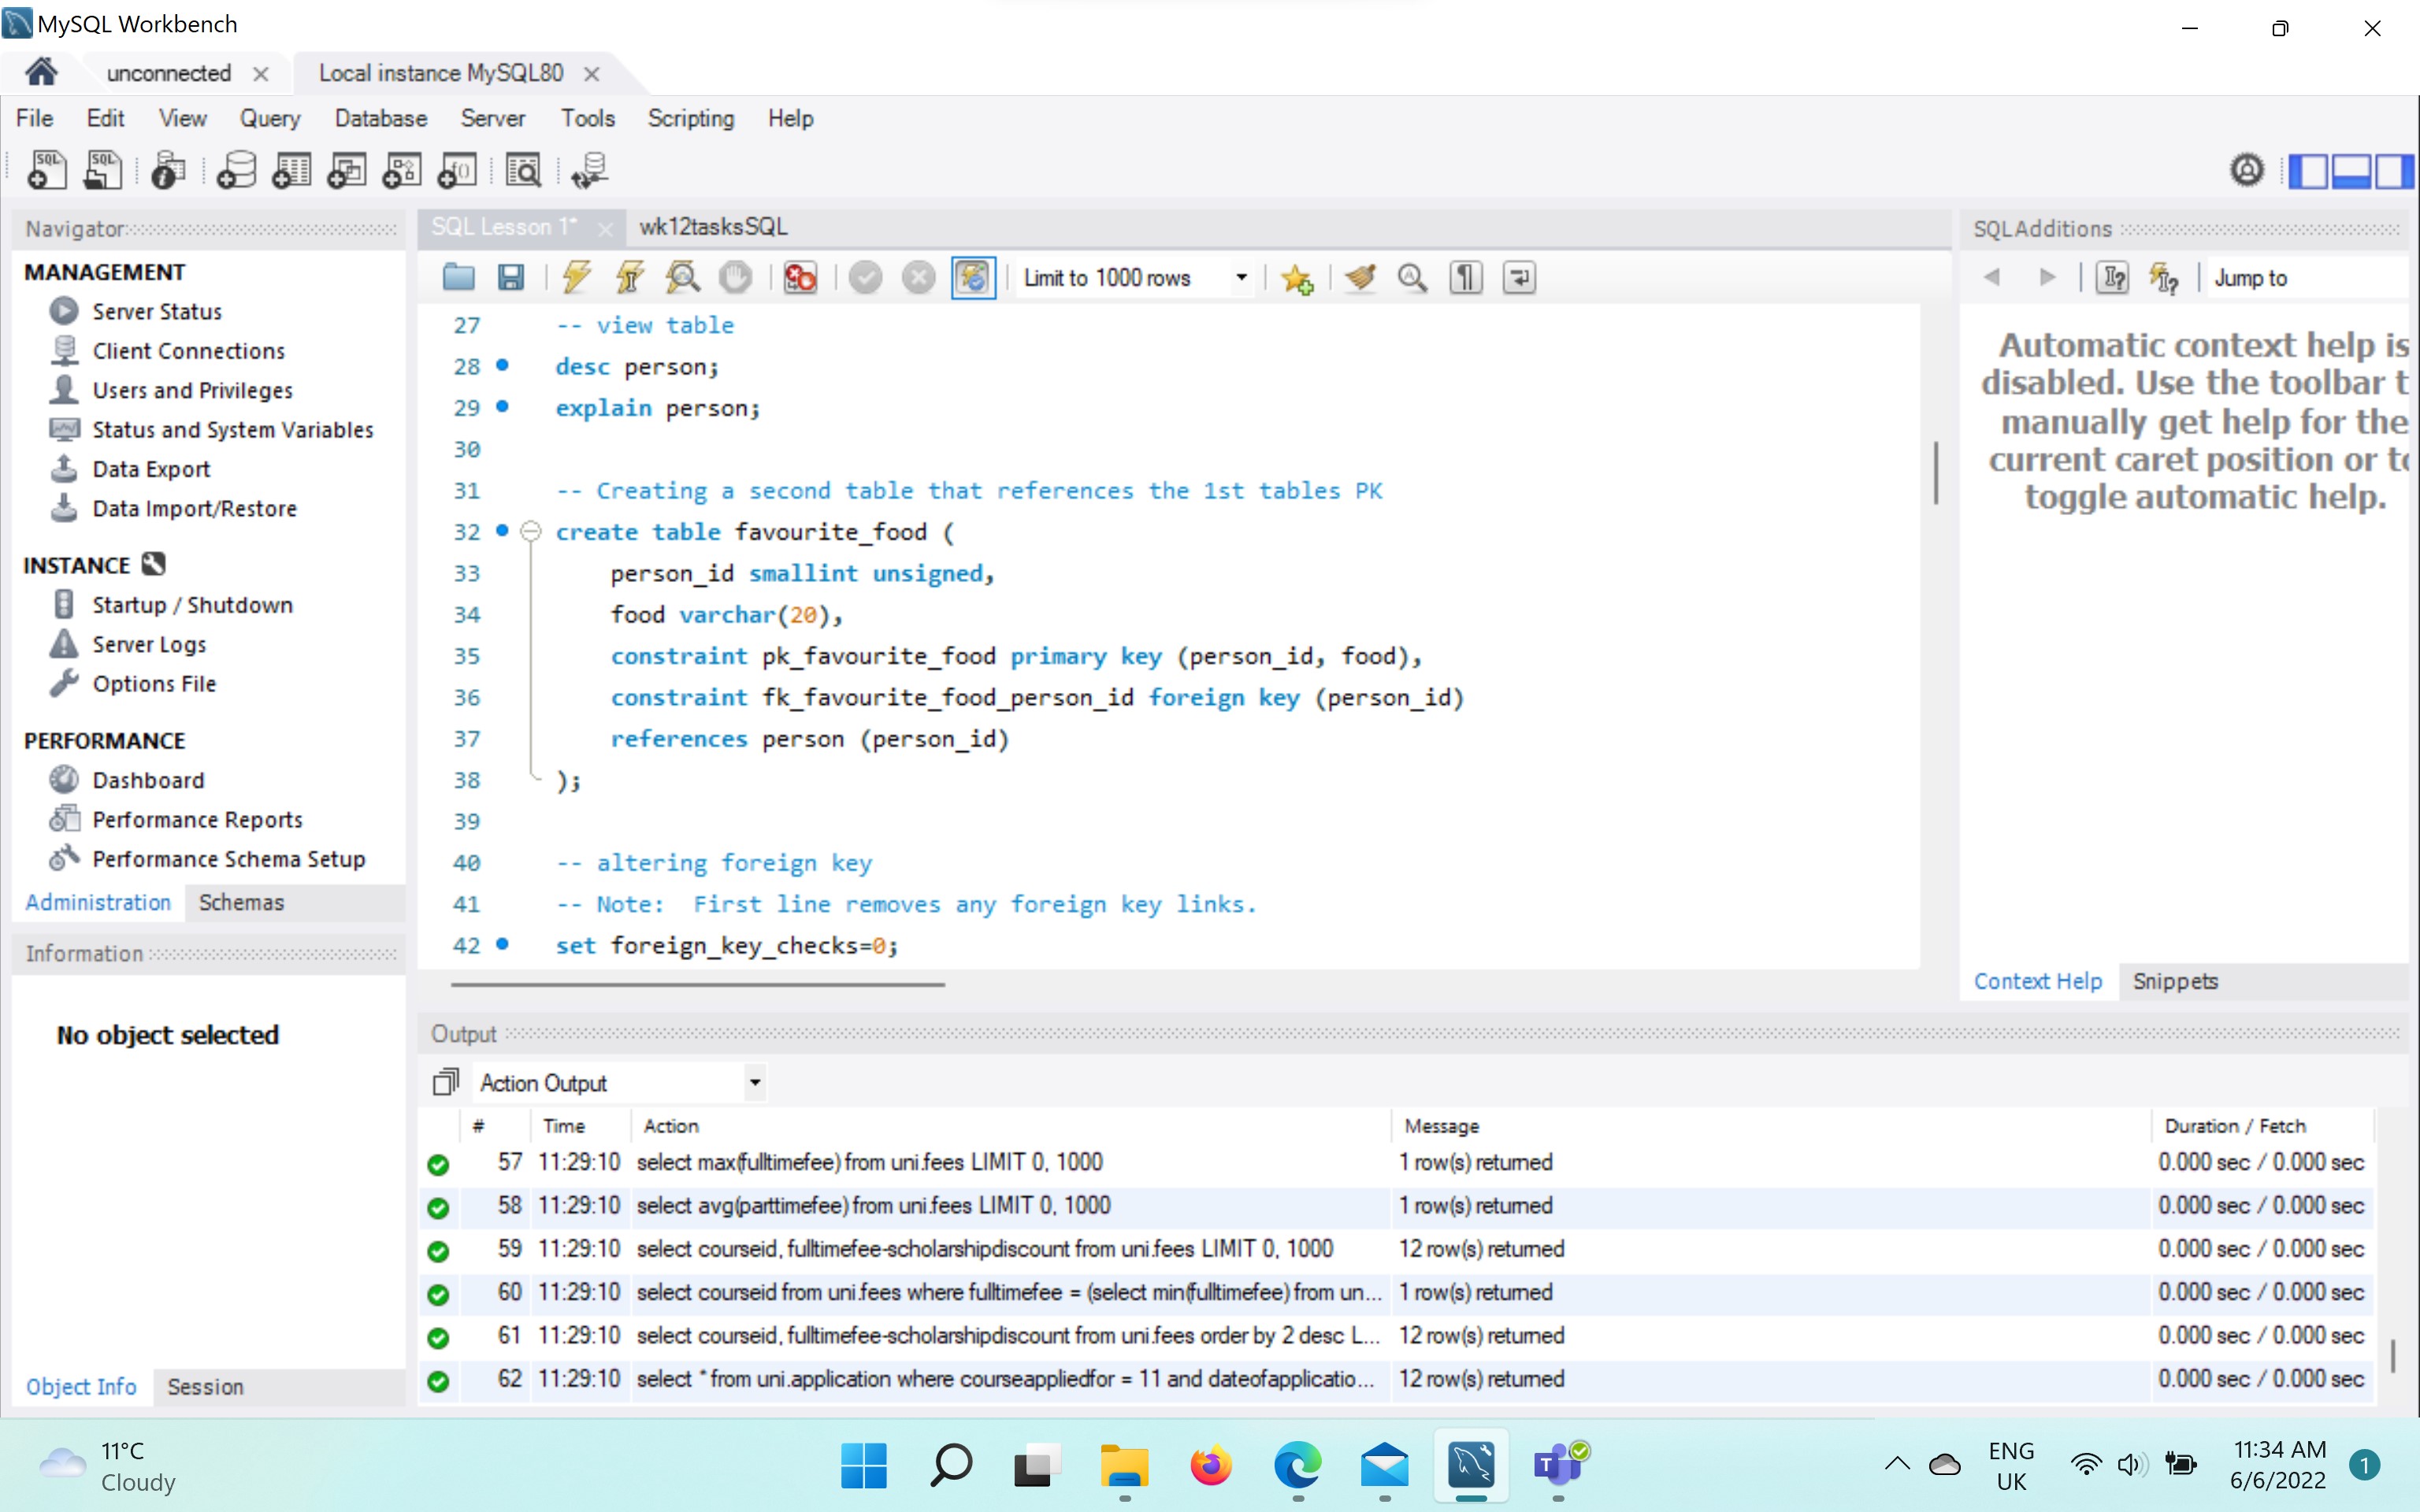 MySQL Workbench
unconnected
Local instance MySQL80
File Edit View Query Database Server Tools Scripting Help
Navigator
MANAGEMENT
Server Status
Client Connections
Users and Privileges
Status and System Variables
Data Export
Data Import/Restore
INSTANCE
Startup / Shutdown
Server Logs
Options File
PERFORMANCE
Dashboard
Performance Reports
Performance Schema Setup
Administration Schemas
Information
No object selected
Object Info Session
SQL Lesson 1* wk12tasksSQL
Limit to 1000 rows
27 -- view table
28 desc person;
29 explain person;
30
31 -- Creating a second table that references the 1st tables PK
32 create table favourite_food (
33 person_id smallint unsigned,
34 food varchar(20),
35 constraint pk_favourite_food primary key (person_id, food),
36 constraint fk_favourite_food_person_id foreign key (person_id)
37 references person (person_id)
38 );
39
40 -- altering foreign key
41 -- Note:  First line removes any foreign key links.
42 set foreign_key_checks=0;
SQLAdditions
Jump to
Automatic context help is
disabled. Use the toolbar t
manually get help for the
current caret position or to
toggle automatic help.
Context Help Snippets
Output
Action Output
# Time Action Message Duration / Fetch
57 11:29:10 select max(fulltimefee) from uni.fees LIMIT 0, 1000 1 row(s) returned 0.000 sec / 0.000 sec
58 11:29:10 select avg(parttimefee) from uni.fees LIMIT 0, 1000 1 row(s) returned 0.000 sec / 0.000 sec
59 11:29:10 select courseid, fulltimefee-scholarshipdiscount from uni.fees LIMIT 0, 1000 12 row(s) returned 0.000 sec / 0.000 sec
60 11:29:10 select courseid from uni.fees where fulltimefee = (select min(fulltimefee) from un... 1 row(s) returned 0.000 sec / 0.000 sec
61 11:29:10 select courseid, fulltimefee-scholarshipdiscount from uni.fees order by 2 desc L... 12 row(s) returned 0.000 sec / 0.000 sec
62 11:29:10 select * from uni.application where courseappliedfor = 11 and dateofapplicatio... 12 row(s) returned 0.000 sec / 0.000 sec
11°C
Cloudy
ENG
UK
11:34 AM
6/6/2022
1